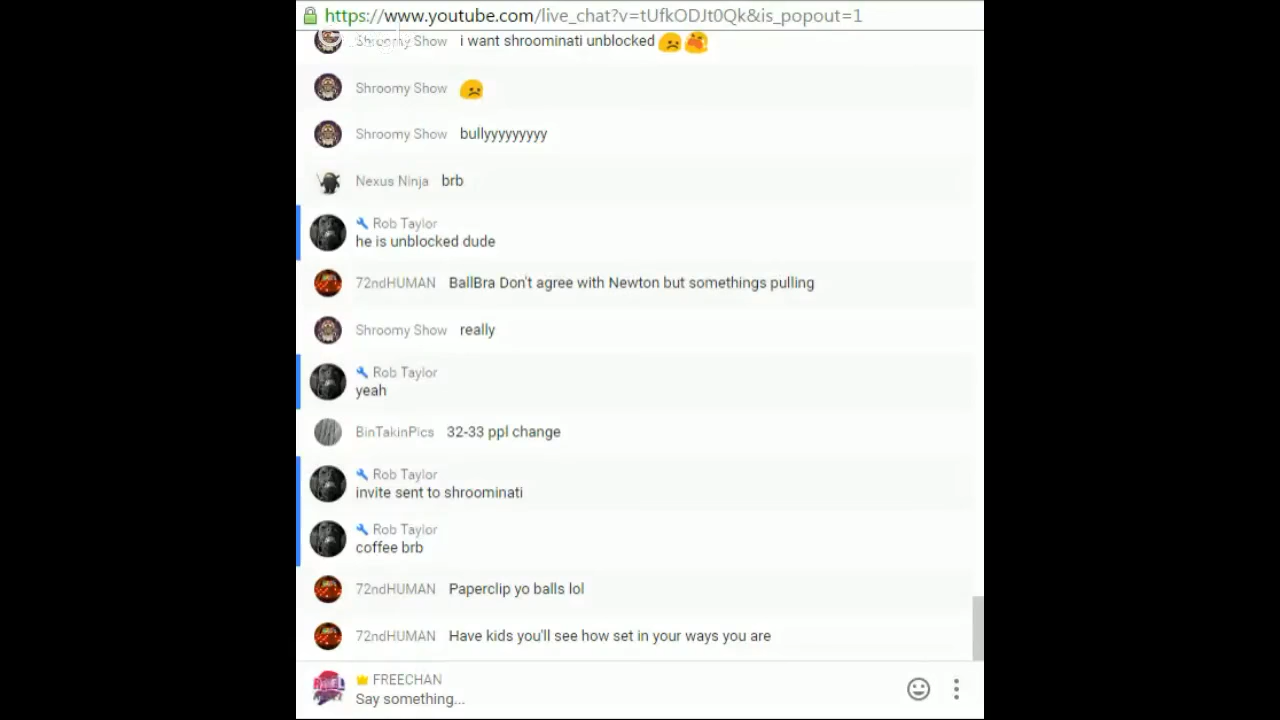 https://www.youtube.com/live_chat?v=tUfkODJt0Qk&is_popout=1
Shroomy Show i want shroominati unblocked
Shroomy Show
Shroomy Show bullyyyyyyyyy
Nexus Ninja brb
Rob Taylor
he is unblocked dude
72ndHUMAN BallBra Don't agree with Newton but somethings pulling
Shroomy Show really
Rob Taylor
yeah
BinTakinPics 32-33 ppl change
Rob Taylor
invite sent to shroominati
Rob Taylor
coffee brb
72ndHUMAN Paperclip yo balls lol
72ndHUMAN Have kids you'll see how set in your ways you are
FREECHAN
Say something...